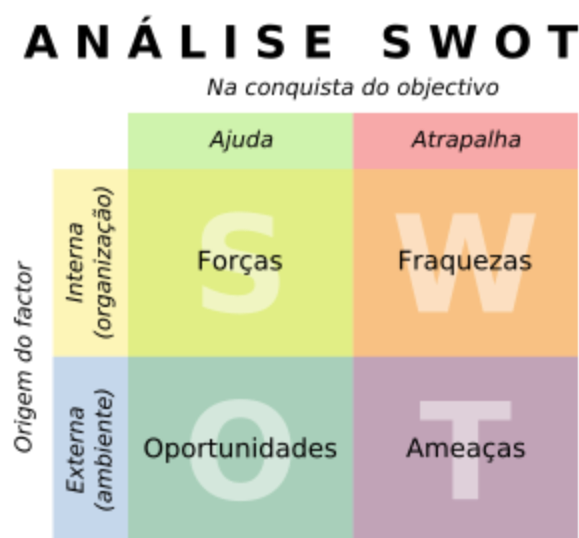 ANÁLISE SWOT
Na conquista do objectivo
Ajuda
Atrapalha
Origem do factor
Interna
(organização)
S
Forças
W
Fraquezas
Externa
(ambiente)
O
Oportunidades
T
Ameaças